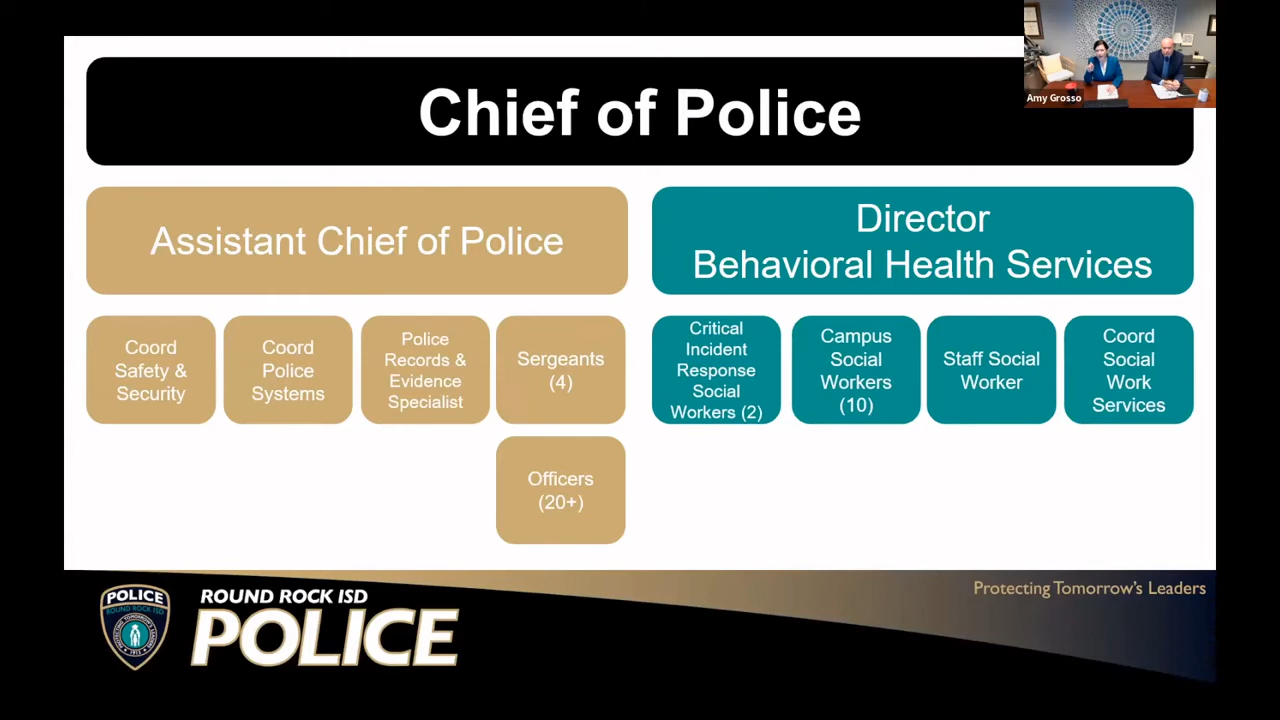 Chief of Police
Amy Grosso
Assistant Chief of Police
Director
Behavioral Health Services
Coord
Safety &
Security
Coord
Police
Systems
Police
Records &
Evidence
Specialist
Sergeants
(4)
Critical
Incident
Response
Social
Workers (2)
Campus
Social
Workers
(10)
Staff Social
Worker
Coord
Social
Work
Services
Officers
(20+)
Protecting Tomorrow's Leaders
POLICE
ROUND ROCK ISD
ROUND ROCK ISD
POLICE